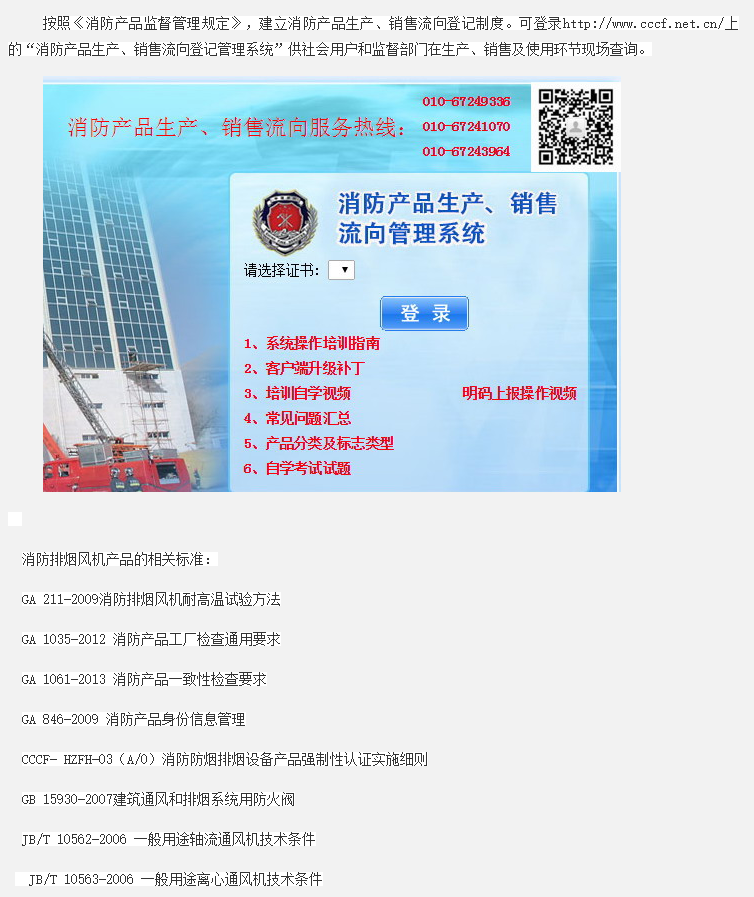 按照《消防产品监督管理规定》，建立消防产品生产、销售流向登记制度。可登录http://www.cccf.net.cn/上
的“消防产品生产、销售流向登记管理系统”供社会用户和监督部门在生产、销售及使用环节现场查询。
消防产品生产、销售流向服务热线：
010-67249336
010-67241070
010-67243964
消防产品生产、销售
流向管理系统
请选择证书：
登 录
1、系统操作培训指南
2、客户端升级补丁
3、培训自学视频 明码上报操作视频
4、常见问题汇总
5、产品分类及标志类型
6、自学考试试题
消防排烟风机产品的相关标准：
GA 211-2009消防排烟风机耐高温试验方法
GA 1035-2012 消防产品工厂检查通用要求
GA 1061-2013 消防产品一致性检查要求
GA 846-2009 消防产品身份信息管理
CCCF- HZFH-03（A/0）消防防烟排烟设备产品强制性认证实施细则
GB 15930-2007建筑通风和排烟系统用防火阀
JB/T 10562-2006 一般用途轴流通风机技术条件
JB/T 10563-2006 一般用途离心通风机技术条件